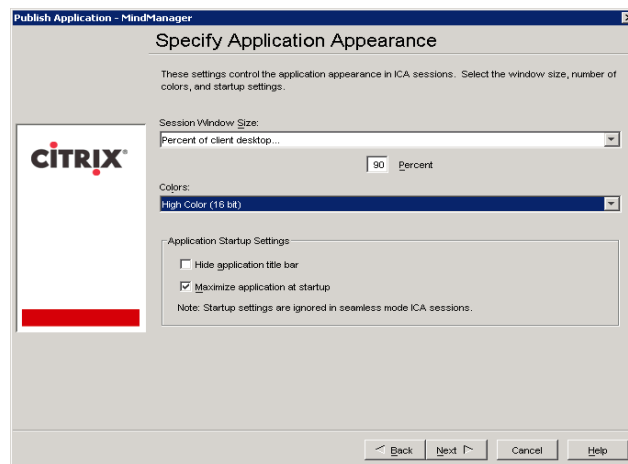 Publish Application - MindManager
Specify Application Appearance
These settings control the application appearance in ICA sessions. Select the window size, number of
colors, and startup settings.
Session Window Size:
Percent of client desktop...
90 Percent
CİTRIX®
Colors:
High Color (16 bit)
Application Startup Settings
Hide application title bar
Maximize application at startup
Note: Startup settings are ignored in seamless mode ICA sessions.
< Back Next > Cancel Help